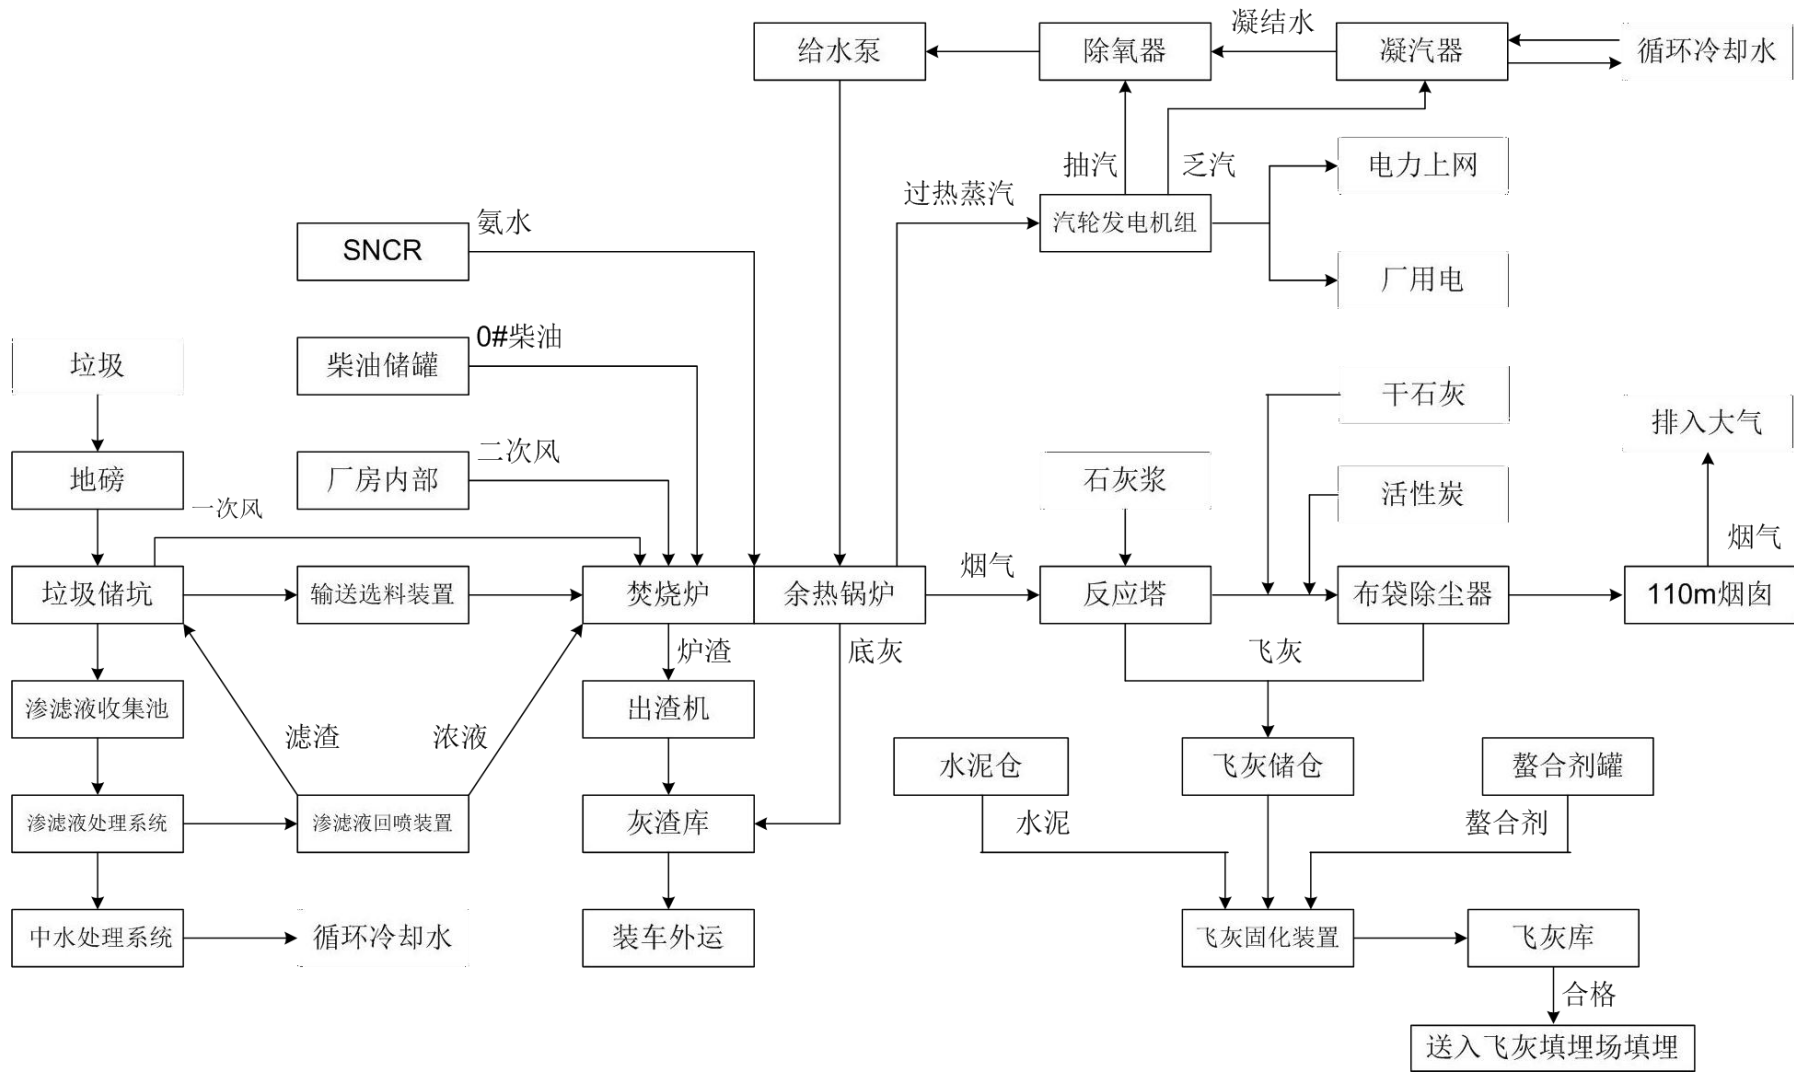 给水泵
除氧器
凝结水
凝汽器
循环冷却水
抽汽
乏汽
电力上网
过热蒸汽
汽轮发电机组
厂用电
SNCR
氨水
柴油储罐
0#柴油
垃圾
干石灰
排入大气
厂房内部
二次风
地磅
石灰浆
活性炭
一次风
烟气
垃圾储坑
输送选料装置
焚烧炉
余热锅炉
烟气
反应塔
布袋除尘器
110m烟囱
炉渣
底灰
飞灰
渗滤液收集池
滤渣
浓液
出渣机
水泥仓
飞灰储仓
螯合剂罐
渗滤液处理系统
渗滤液回喷装置
灰渣库
水泥
螯合剂
中水处理系统
循环冷却水
装车外运
飞灰固化装置
飞灰库
合格
送入飞灰填埋场填埋